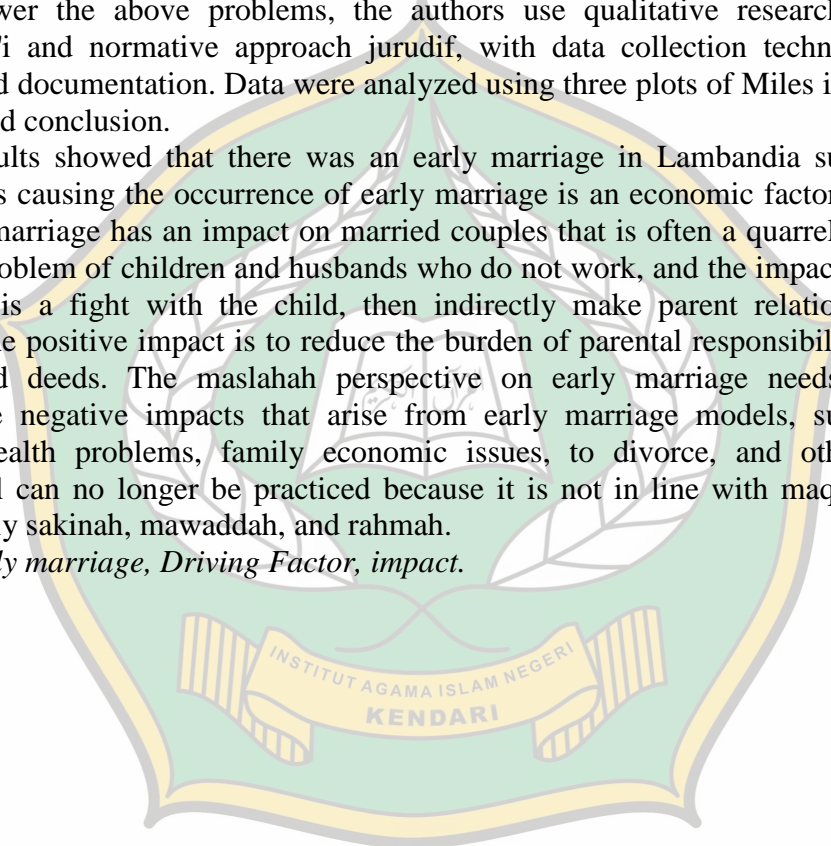 wer the above problems, the authors use qualitative research
'i and normative approach jurudif, with data collection techn
d documentation. Data were analyzed using three plots of Miles i
d conclusion.
ults showed that there was an early marriage in Lambandia su
s causing the occurrence of early marriage is an economic factor
marriage has an impact on married couples that is often a quarrel
oblem of children and husbands who do not work, and the impact
is a fight with the child, then indirectly make parent relatio
e positive impact is to reduce the burden of parental responsibil
d deeds. The maslahah perspective on early marriage needs
e negative impacts that arise from early marriage models, su
ealth problems, family economic issues, to divorce, and oth
l can no longer be practiced because it is not in line with maq
ly sakinah, mawaddah, and rahmah.
ly marriage, Driving Factor, impact.
INSTITUT AGAMA ISLAM NEGERI
KENDARI